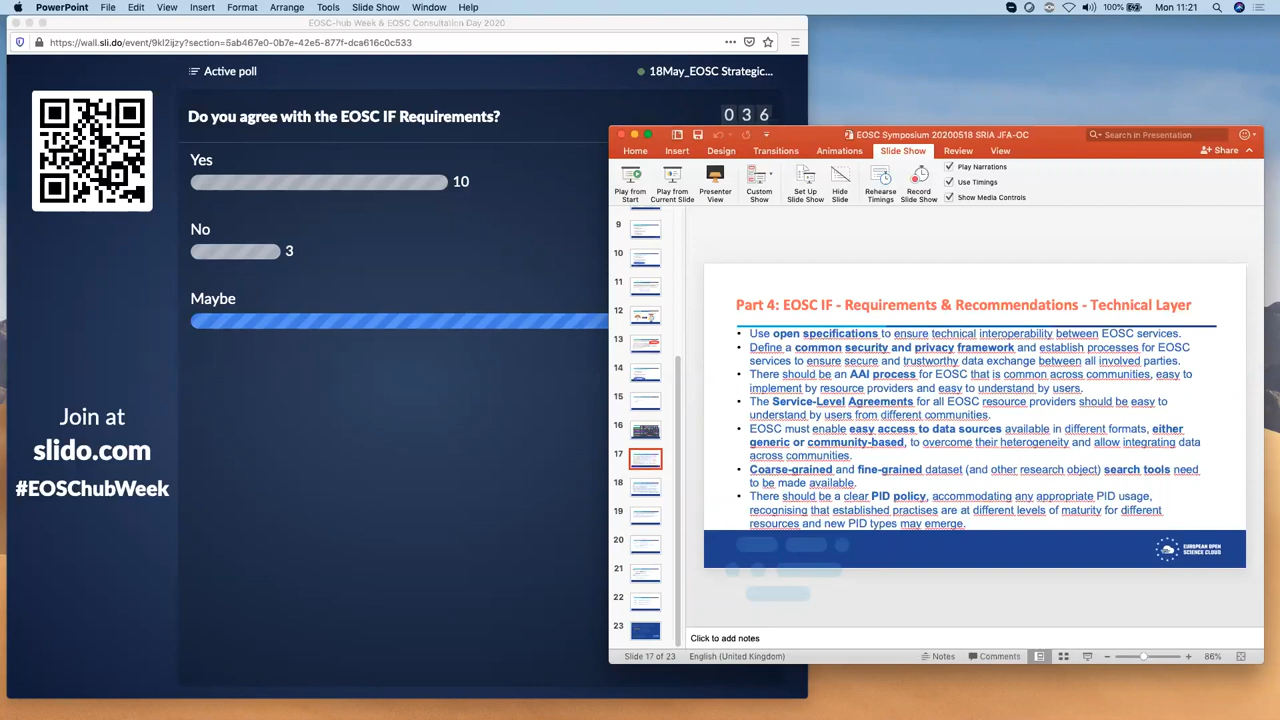 PowerPoint File Edit View Insert Format Arrange Tools Slide Show Window Help 100% Mon 11:21
EOSC-hub Week & EOSC Consultation Day 2020
https://wall.sli.do/event/9kl2ijzy?section=5ab467e0-0b7e-42e5-877f-dca616c0c533
Active poll
18May_EOSC Strategic...
Do you agree with the EOSC IF Requirements?
0 3 6
Yes
10
No
3
Maybe
Join at
slido.com
#EOSChubWeek
EOSC Symposium 20200518 SRIA JFA-OC
Search in Presentation
Home Insert Design Transitions Animations Slide Show Review View Share
Play from Start
Play from Current Slide
Presenter View
Custom Show
Set Up Slide Show
Hide Slide
Rehearse Timings
Record Slide Show
Play Narrations
Use Timings
Show Media Controls
9
10
11
12
13
14
15
16
17
18
19
20
21
22
23
Part 4: EOSC IF - Requirements & Recommendations - Technical Layer
• Use open specifications to ensure technical interoperability between EOSC services.
• Define a common security and privacy framework and establish processes for EOSC
services to ensure secure and trustworthy data exchange between all involved parties.
• There should be an AAI process for EOSC that is common across communities, easy to
implement by resource providers and easy to understand by users.
• The Service-Level Agreements for all EOSC resource providers should be easy to
understand by users from different communities.
• EOSC must enable easy access to data sources available in different formats, either
generic or community-based, to overcome their heterogeneity and allow integrating data
across communities.
• Coarse-grained and fine-grained dataset (and other research object) search tools need
to be made available.
• There should be a clear PID policy, accommodating any appropriate PID usage,
recognising that established practises are at different levels of maturity for different
resources and new PID types may emerge.
EUROPEAN OPEN
SCIENCE CLOUD
Click to add notes
Slide 17 of 23 English (United Kingdom) Notes Comments 86%